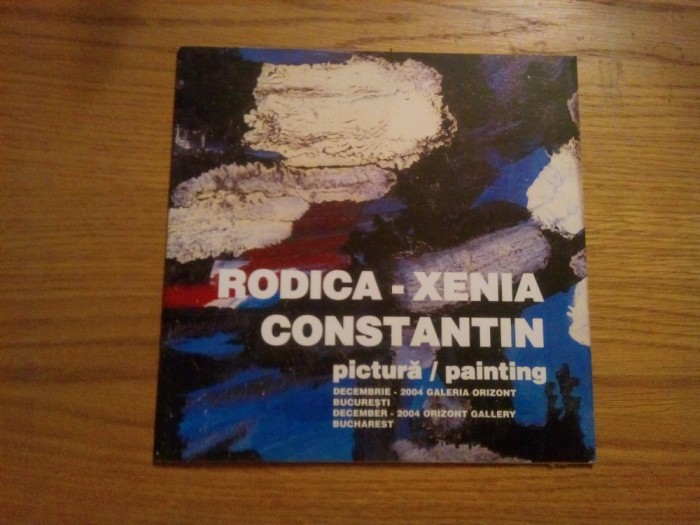 RODICA - XENIA
CONSTANTIN
pictură / painting
DECEMBRIE - 2004 GALERIA ORIZONT
BUCUREȘTI
DECEMBER - 2004 ORIZONT GALLERY
BUCHAREST